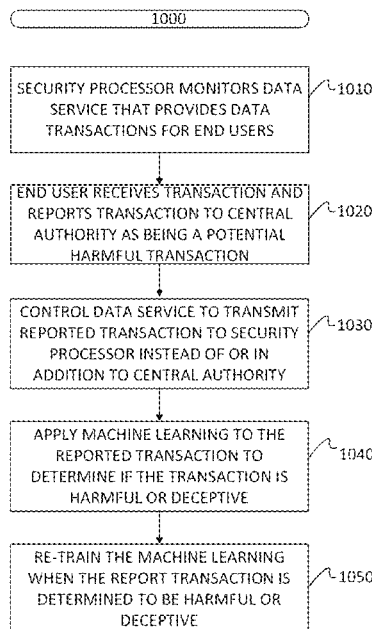 1000
SECURITY PROCESSOR MONITORS DATA
SERVICE THAT PROVIDES DATA
TRANSACTIONS FOR END USERS
1010
END USER RECEIVES TRANSACTION AND
REPORTS TRANSACTION TO CENTRAL
AUTHORITY AS BEING A POTENTIAL
HARMFUL TRANSACTION
1020
CONTROL DATA SERVICE TO TRANSMIT
REPORTED TRANSACTION TO SECURITY
PROCESSOR INSTEAD OF OR IN
ADDITION TO CENTRAL AUTHORITY
1030
APPLY MACHINE LEARNING TO THE
REPORTED TRANSACTION TO
DETERMINE IF THE TRANSACTION IS
HARMFUL OR DECEPTIVE
1040
RE-TRAIN THE MACHINE LEARNING
WHEN THE REPORT TRANSACTION IS
DETERMINED TO BE HARMFUL OR
DECEPTIVE
1050